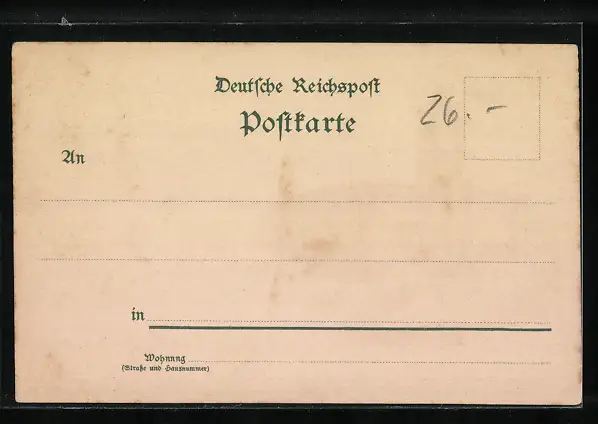 Deutsche Reichspost
Postkarte
26.-
An
in
Wohnung
(Straße und Hausnummer)